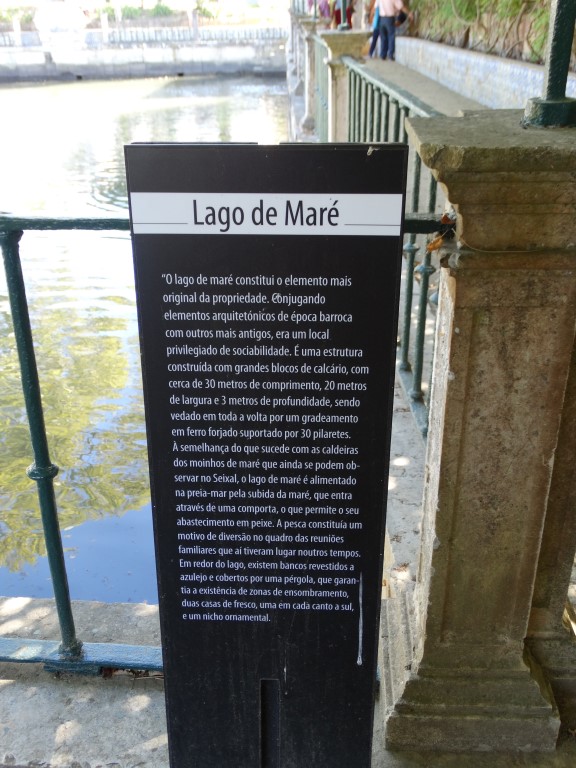 Lago de Maré
"O lago de maré constitui o elemento mais
original da propriedade. Conjugando
elementos arquitetónicos de época barroca
com outros mais antigos, era um local
privilegiado de sociabilidade. É uma estrutura
construída com grandes blocos de calcário, com
cerca de 30 metros de comprimento, 20 metros
de largura e 3 metros de profundidade, sendo
vedado em toda a volta por um gradeamento
em ferro forjado suportado por 30 pilaretes.
À semelhança do que sucede com as caldeiras
dos moinhos de maré que ainda se podem ob-
servar no Seixal, o lago de maré é alimentado
na preia-mar pela subida da maré, que entra
através de uma comporta, o que permite o seu
abastecimento em peixe. A pesca constituía um
motivo de diversão no quadro das reuniões
familiares que aí tiveram lugar noutros tempos.
Em redor do lago, existem bancos revestidos a
azulejo e cobertos por uma pérgola, que garan-
tia a existência de zonas de ensombramento,
duas casas de fresco, uma em cada canto a sul,
e um nicho ornamental.